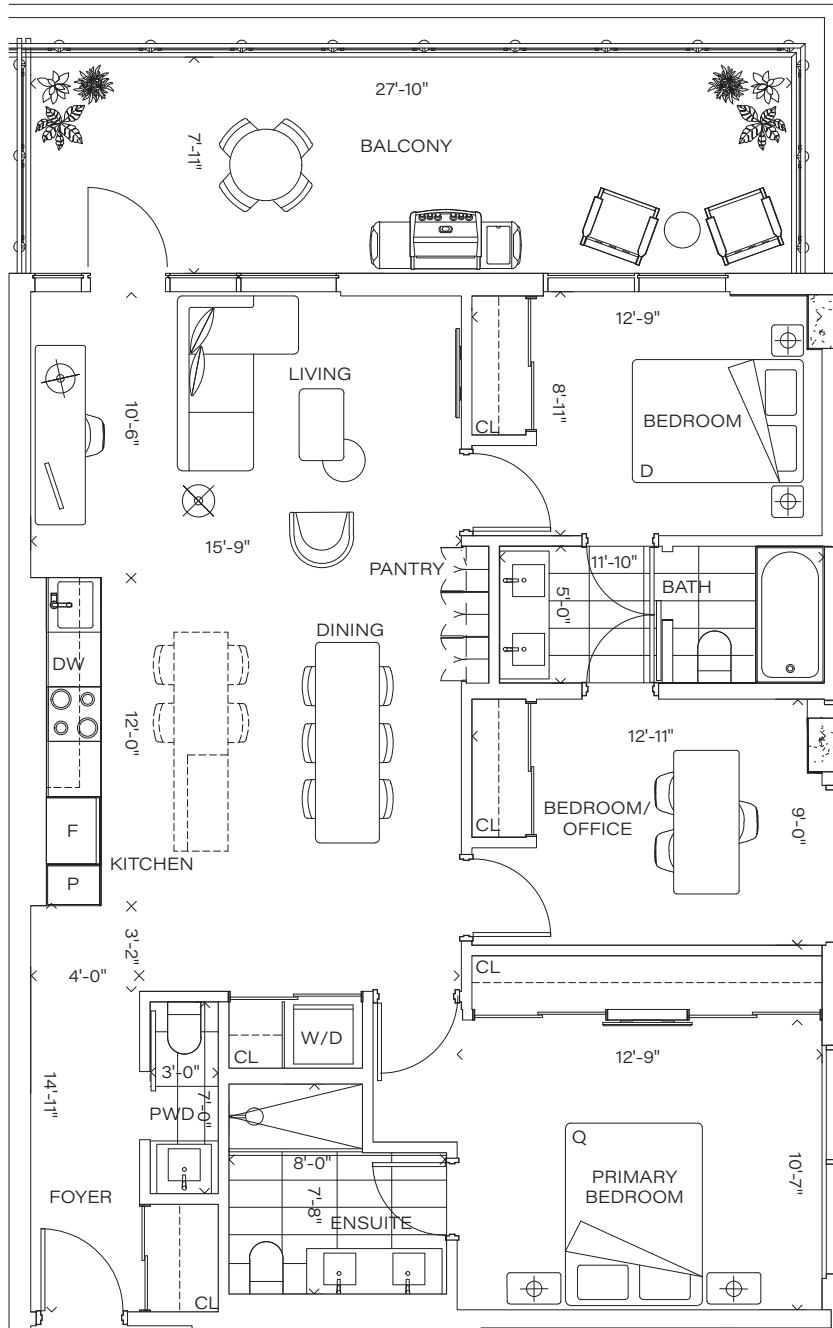 27'-10"
BALCONY
7'-11"
12'-9"
LIVING
10'-6"
8'-11"
BEDROOM
CL
D
15'-9"
PANTRY
11'-10"
BATH
5'-0"
DINING
DW
12'-0"
12'-11"
BEDROOM/
OFFICE
9'-0"
CL
F
KITCHEN
P
3'-2"
4'-0"
CL
W/D
CL
12'-9"
3'-0"
14'-11"
PWD
7'-0"
Q
8'-0"
PRIMARY
BEDROOM
10'-7"
FOYER
7'-8"
ENSUITE
CL